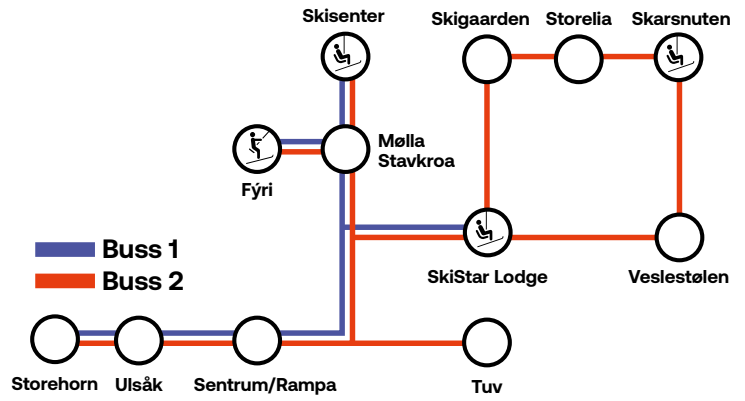 Skisenter
Skigaarden
Storelia
Skarsnuten
Mølla
Stavkroa
Fýri
Buss 1
Buss 2
SkiStar Lodge
Veslestølen
Storehorn
Ulsåk
Sentrum/Rampa
Tuv